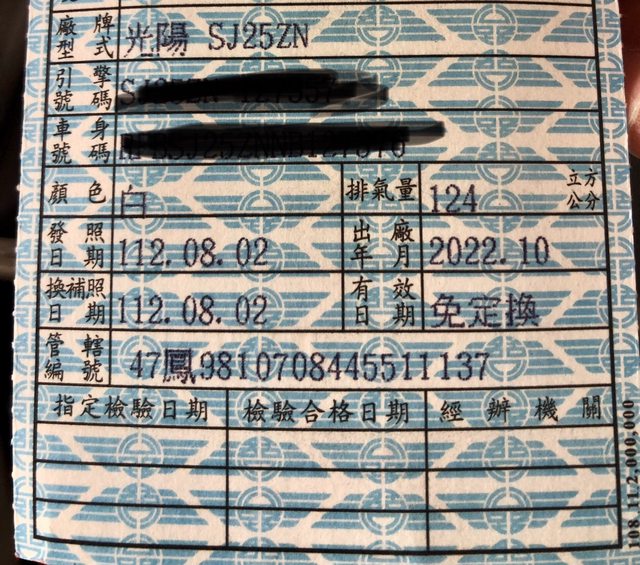 廠牌型式 光陽 SJ25ZN
引擎號碼
車身號碼
顏色 白 排氣量 124 立方公分
發照日期 112.08.02 出廠年月 2022.10
換補照日期 112.08.02 有效日期 免定換
管轄編號 47鳳9810708445511137
指定檢驗日期 檢驗合格日期 經辦機關